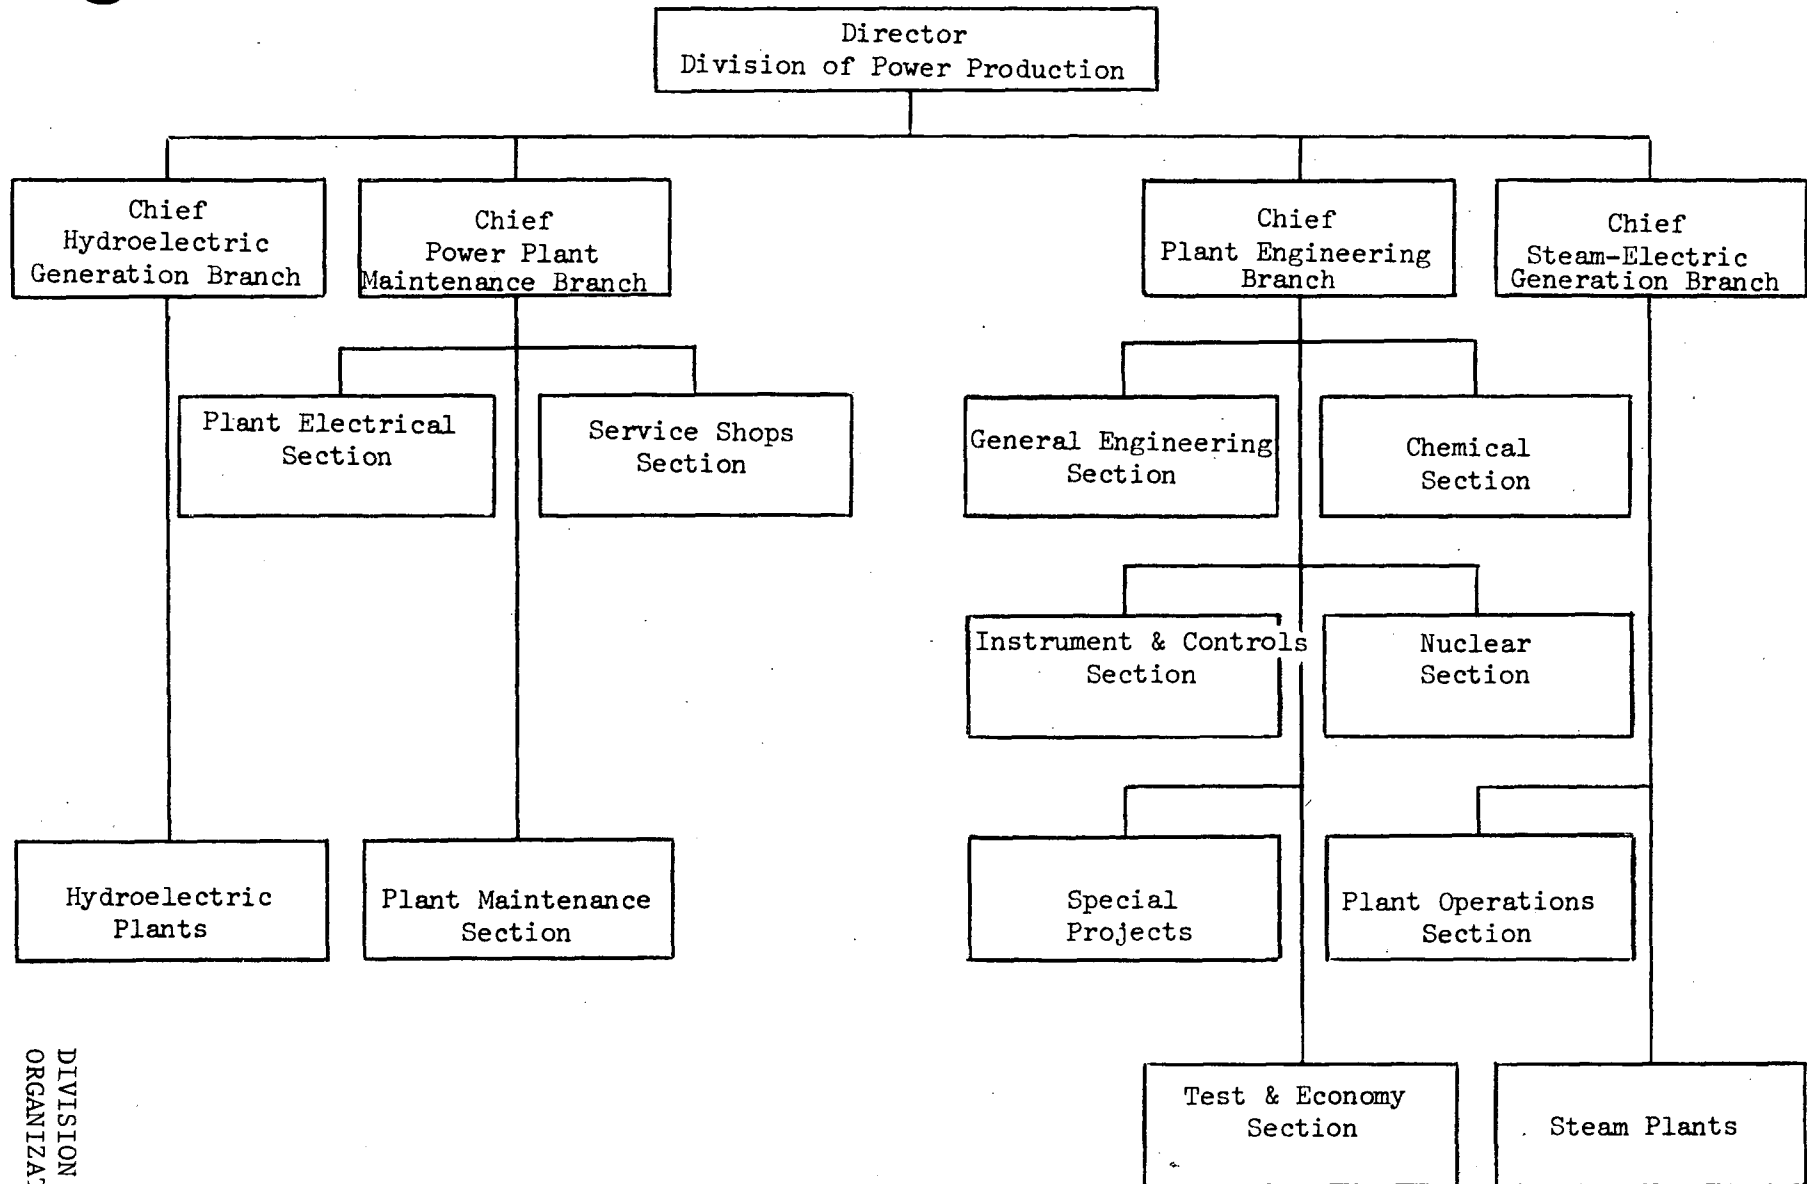 Director
Division of Power Production
Chief
Hydroelectric
Generation Branch
Chief
Power Plant
Maintenance Branch
Chief
Plant Engineering
Branch
Chief
Steam-Electric
Generation Branch
Plant Electrical
Section
Service Shops
Section
General Engineering
Section
Chemical
Section
Instrument & Controls
Section
Nuclear
Section
Hydroelectric
Plants
Plant Maintenance
Section
Special
Projects
Plant Operations
Section
Test & Economy
Section
Steam Plants
DIVISION